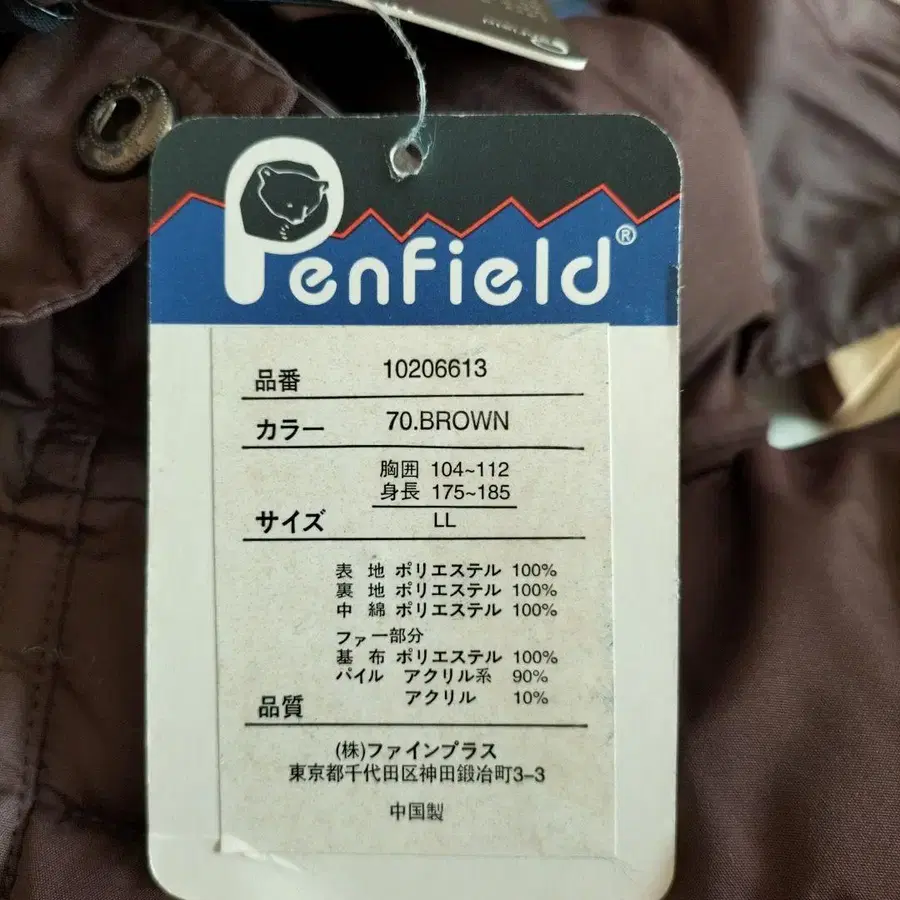 Penfield®
品番 10206613
カラー 70.BROWN
胸囲 104~112
身長 175~185
サイズ LL
表 地 ポリエステル 100%
裏 地 ポリエステル 100%
中 綿 ポリエステル 100%
ファー部分
基 布 ポリエステル 100%
パイル アクリル系 90%
アクリル 10%
品質
(株)ファインプラス
東京都千代田区神田鍛冶町3-3
中国製